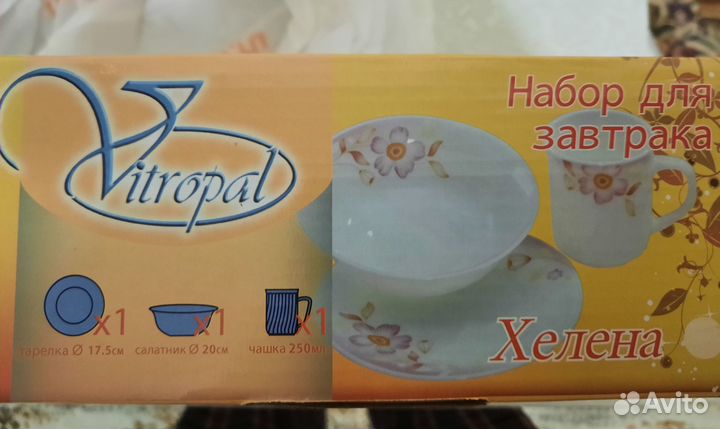 Vitropal
Набор для
завтрака
x1
x1
x1
тарелка Ø 17.5см
салатник Ø 20см
чашка 250мл
Хелена
Avito